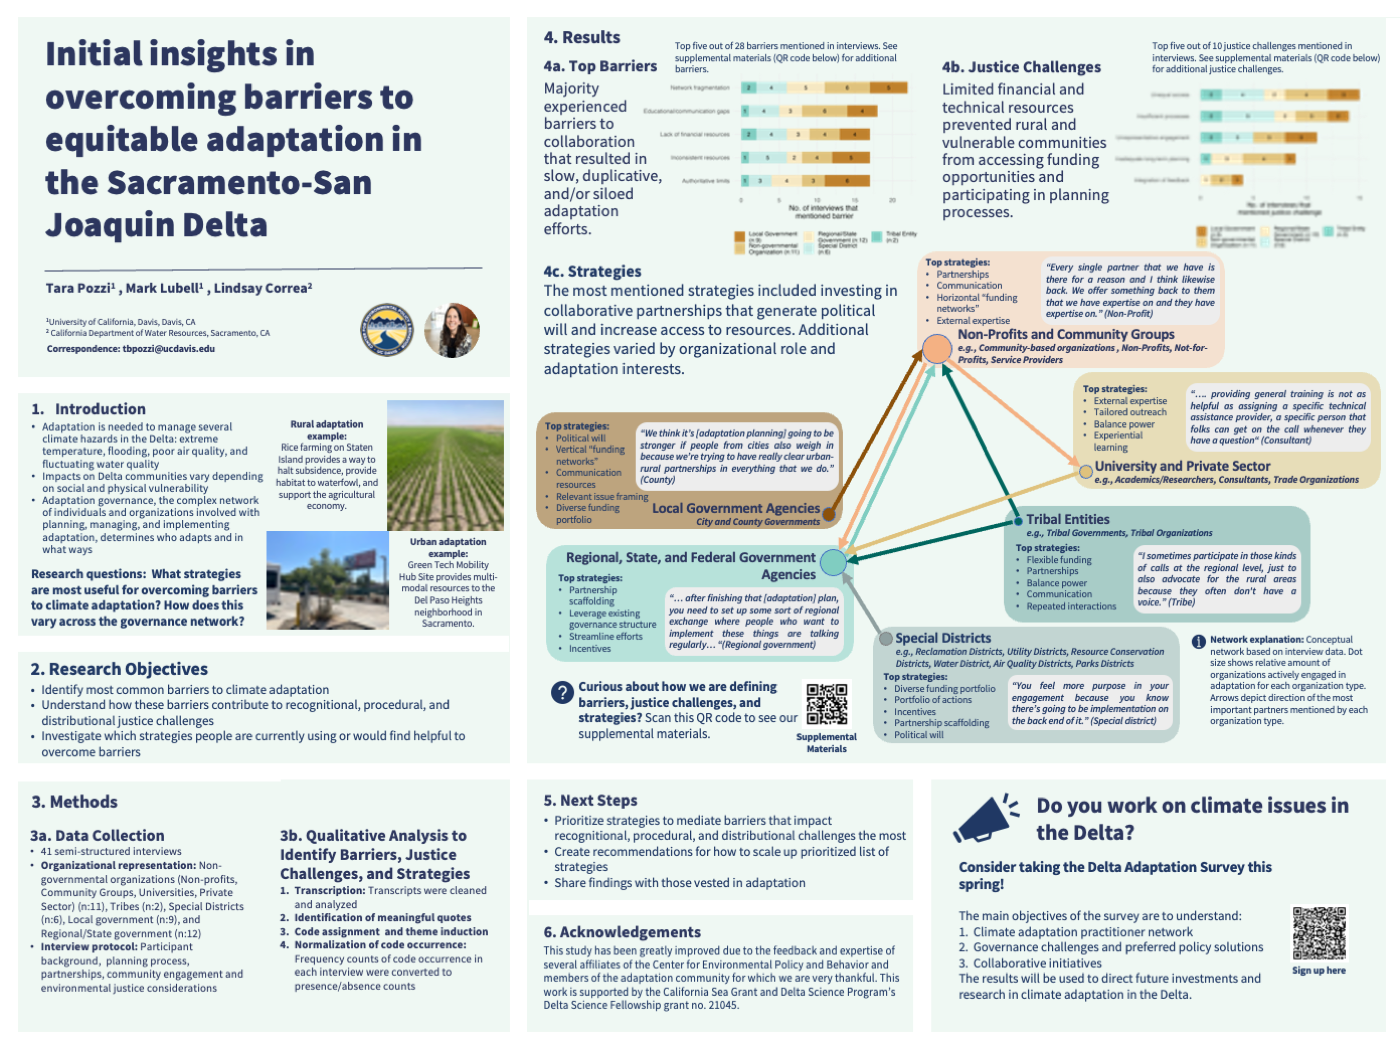 Initial insights in
overcoming barriers to
equitable adaptation in
the Sacramento-San
Joaquin Delta
Tara Pozzi¹ , Mark Lubell¹ , Lindsay Correa²
¹University of California, Davis, Davis, CA
² California Department of Water Resources, Sacramento, CA
Correspondence: tbpozzi@ucdavis.edu
1. Introduction
• Adaptation is needed to manage several
climate hazards in the Delta: extreme
temperature, flooding, poor air quality, and
fluctuating water quality
• Impacts on Delta communities vary depending
on social and physical vulnerability
• Adaptation governance, the complex network
of individuals and organizations involved with
planning, managing, and implementing
adaptation, determines who adapts and in
what ways
Research questions: What strategies
are most useful for overcoming barriers
to climate adaptation? How does this
vary across the governance network?
Rural adaptation
example:
Rice farming on Staten
Island provides a way to
halt subsidence, provide
habitat to waterfowl, and
support the agricultural
economy.
Urban adaptation
example:
Green Tech Mobility
Hub Site provides multi-
modal resources to the
Del Paso Heights
neighborhood in
Sacramento.
2. Research Objectives
• Identify most common barriers to climate adaptation
• Understand how these barriers contribute to recognitional, procedural, and
distributional justice challenges
• Investigate which strategies people are currently using or would find helpful to
overcome barriers
3. Methods
3a. Data Collection
• 41 semi-structured interviews
• Organizational representation: Non-
governmental organizations (Non-profits,
Community Groups, Universities, Private
Sector) (n:11), Tribes (n:2), Special Districts
(n:6), Local government (n:9), and
Regional/State government (n:12)
• Interview protocol: Participant
background, planning process,
partnerships, community engagement and
environmental justice considerations
3b. Qualitative Analysis to
Identify Barriers, Justice
Challenges, and Strategies
1. Transcription: Transcripts were cleaned
and analyzed
2. Identification of meaningful quotes
3. Code assignment and theme induction
4. Normalization of code occurrence:
Frequency counts of code occurrence in
each interview were converted to
presence/absence counts
4. Results
4a. Top Barriers
Majority
experienced
barriers to
collaboration
that resulted in
slow, duplicative,
and/or siloed
adaptation
efforts.
Top five out of 28 barriers mentioned in interviews. See
supplemental materials (QR code below) for additional
barriers.
Network fragmentation
Educational/communication gaps
Lack of financial resources
Inconsistent resources
Authoritative limits
No. of interviews that
mentioned barrier
Local Government
(n 9)
Non-governmental
Organization (n 11)
Regional/State
Government (n 12)
Special District
(n 6)
Tribal Entity
(n 2)
4b. Justice Challenges
Limited financial and
technical resources
prevented rural and
vulnerable communities
from accessing funding
opportunities and
participating in planning
processes.
Top five out of 10 justice challenges mentioned in
interviews. See supplemental materials (QR code below)
for additional justice challenges.
Unequal access
Insufficient processes
Unrepresentative engagement
Inadequate long-term planning
Integration of feedback
No. of interviews that
mentioned justice challenge
4c. Strategies
The most mentioned strategies included investing in
collaborative partnerships that generate political
will and increase access to resources. Additional
strategies varied by organizational role and
adaptation interests.
Top strategies:
• Partnerships
• Communication
• Horizontal “funding
networks”
• External expertise
“Every single partner that we have is
there for a reason and I think likewise
back. We offer something back to them
that we have expertise on and they have
expertise on.” (Non-Profit)
Non-Profits and Community Groups
e.g., Community-based organizations , Non-Profits, Not-for-
Profits, Service Providers
Top strategies:
• External expertise
• Tailored outreach
• Balance power
• Experiential
learning
“…. providing general training is not as
helpful as assigning a specific technical
assistance provider, a specific person that
folks can get on the call whenever they
have a question“ (Consultant)
University and Private Sector
e.g., Academics/Researchers, Consultants, Trade Organizations
Top strategies:
• Political will
• Vertical “funding
networks”
• Communication
resources
• Relevant issue framing
• Diverse funding
portfolio
“We think it’s [adaptation planning] going to be
stronger if people from cities also weigh in
because we’re trying to have really clear urban-
rural partnerships in everything that we do.”
(County)
Local Government Agencies
City and County Governments
Tribal Entities
e.g., Tribal Governments, Tribal Organizations
Top strategies:
• Flexible funding
• Partnerships
• Balance power
• Communication
• Repeated interactions
“I sometimes participate in those kinds
of calls at the regional level, just to
also advocate for the rural areas
because they often don’t have a
voice.” (Tribe)
Regional, State, and Federal Government
Agencies
Top strategies:
• Partnership
scaffolding
• Leverage existing
governance structure
• Streamline efforts
• Incentives
“… after finishing that [adaptation] plan,
you need to set up some sort of regional
exchange where people who want to
implement these things are talking
regularly… “(Regional government)
Special Districts
e.g., Reclamation Districts, Utility Districts, Resource Conservation
Districts, Water District, Air Quality Districts, Parks Districts
Top strategies:
• Diverse funding portfolio
• Portfolio of actions
• Incentives
• Partnership scaffolding
• Political will
“You feel more purpose in your
engagement because you know
there’s going to be implementation on
the back end of it.” (Special district)
Network explanation: Conceptual
network based on interview data. Dot
size shows relative amount of
organizations actively engaged in
adaptation for each organization type.
Arrows depict direction of the most
important partners mentioned by each
organization type.
Curious about how we are defining
barriers, justice challenges, and
strategies? Scan this QR code to see our
supplemental materials.
Supplemental
Materials
5. Next Steps
• Prioritize strategies to mediate barriers that impact
recognitional, procedural, and distributional challenges the most
• Create recommendations for how to scale up prioritized list of
strategies
• Share findings with those vested in adaptation
6. Acknowledgements
This study has been greatly improved due to the feedback and expertise of
several affiliates of the Center for Environmental Policy and Behavior and
members of the adaptation community for which we are very thankful. This
work is supported by the California Sea Grant and Delta Science Program’s
Delta Science Fellowship grant no. 21045.
Do you work on climate issues in
the Delta?
Consider taking the Delta Adaptation Survey this
spring!
The main objectives of the survey are to understand:
1. Climate adaptation practitioner network
2. Governance challenges and preferred policy solutions
3. Collaborative initiatives
The results will be used to direct future investments and
research in climate adaptation in the Delta.
Sign up here